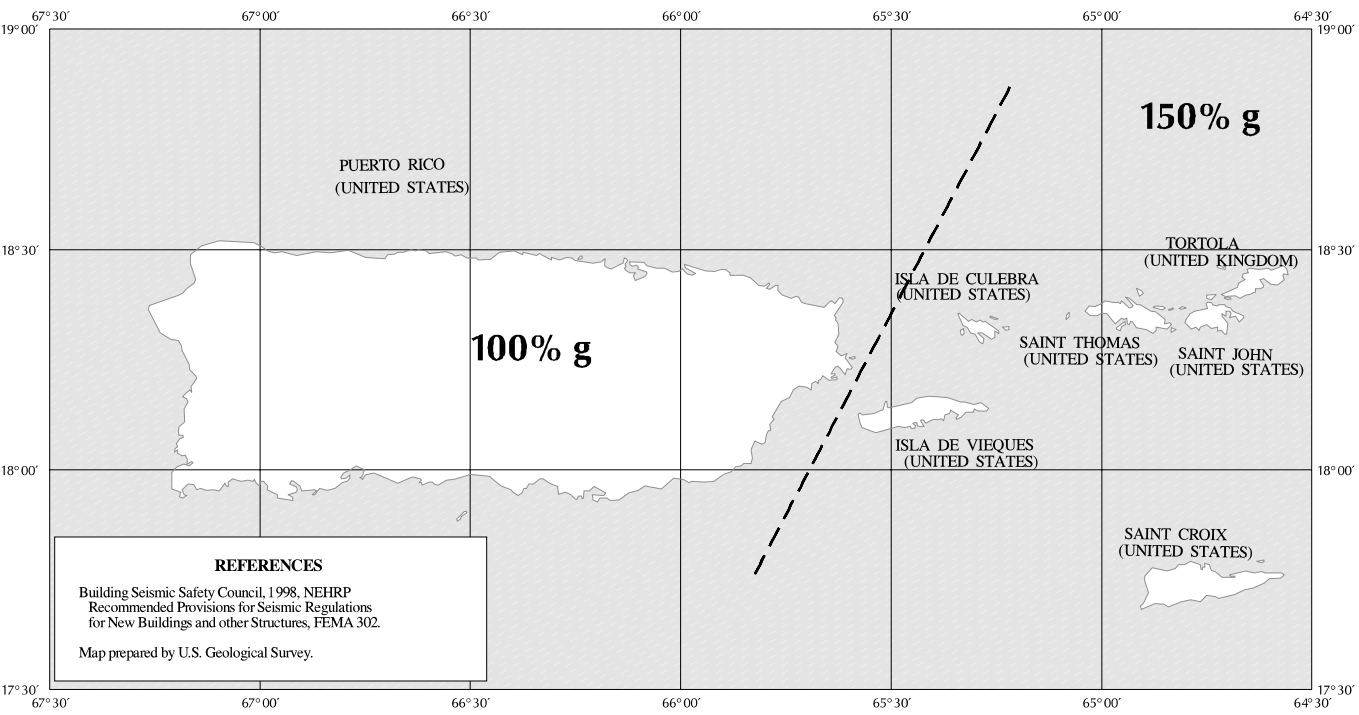 67°30′ 67°00′ 66°30′ 66°00′ 65°30′ 65°00′ 64°30′
19°00′ 19°00′
150% g
PUERTO RICO
(UNITED STATES)
18°30′ 18°30′
TORTOLA
(UNITED KINGDOM)
ISLA DE CULEBRA
(UNITED STATES)
100% g
SAINT THOMAS
(UNITED STATES)
SAINT JOHN
(UNITED STATES)
ISLA DE VIEQUES
(UNITED STATES)
18°00′ 18°00′
SAINT CROIX
(UNITED STATES)
REFERENCES
Building Seismic Safety Council, 1998, NEHRP
Recommended Provisions for Seismic Regulations
for New Buildings and other Structures, FEMA 302.
Map prepared by U.S. Geological Survey.
17°30′ 17°30′
67°30′ 67°00′ 66°30′ 66°00′ 65°30′ 65°00′ 64°30′